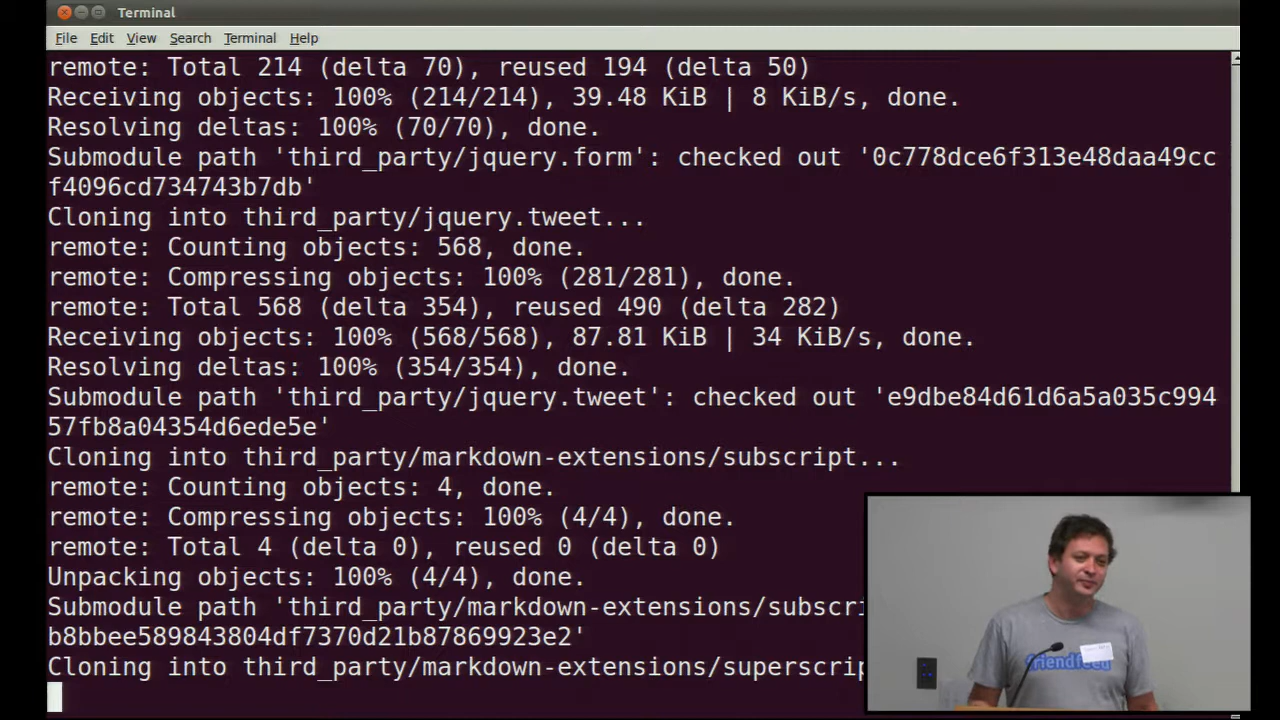 Terminal
File Edit View Search Terminal Help
remote: Total 214 (delta 70), reused 194 (delta 50)
Receiving objects: 100% (214/214), 39.48 KiB | 8 KiB/s, done.
Resolving deltas: 100% (70/70), done.
Submodule path 'third_party/jquery.form': checked out '0c778dce6f313e48daa49cc
f4096cd734743b7db'
Cloning into third_party/jquery.tweet...
remote: Counting objects: 568, done.
remote: Compressing objects: 100% (281/281), done.
remote: Total 568 (delta 354), reused 490 (delta 282)
Receiving objects: 100% (568/568), 87.81 KiB | 34 KiB/s, done.
Resolving deltas: 100% (354/354), done.
Submodule path 'third_party/jquery.tweet': checked out 'e9dbe84d61d6a5a035c994
57fb8a04354d6ede5e'
Cloning into third_party/markdown-extensions/subscript...
remote: Counting objects: 4, done.
remote: Compressing objects: 100% (4/4), done.
remote: Total 4 (delta 0), reused 0 (delta 0)
Unpacking objects: 100% (4/4), done.
Submodule path 'third_party/markdown-extensions/subscri
b8bbee589843804df7370d21b87869923e2'
Cloning into third_party/markdown-extensions/superscrip
friendfeed